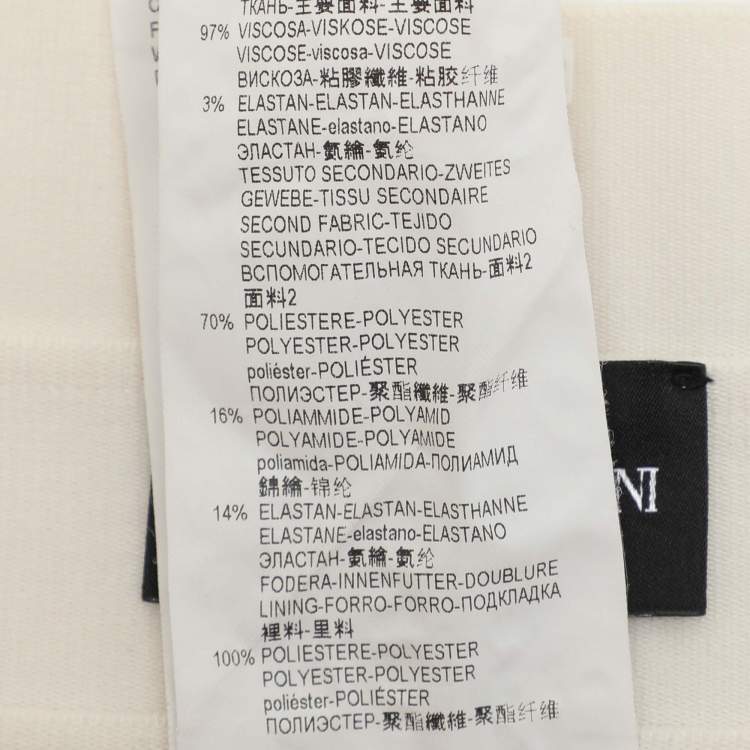 ТКАНЬ-主要面料-主要面料
97% VISCOSA-VISKOSE-VISCOSE
VISCOSE-viscosa-VISCOSE
ВИСКОЗА-粘膠纖維-粘胶纤维
3% ELASTAN-ELASTAN-ELASTHANNE
ELASTANE-elastano-ELASTANO
ЭЛАСТАН-氨綸-氨纶
TESSUTO SECONDARIO-ZWEITES
GEWEBE-TISSU SECONDAIRE
SECOND FABRIC-TEJIDO
SECUNDARIO-TECIDO SECUNDARIO
ВСПОМОГАТЕЛЬНАЯ ТКАНЬ-面料2
面料2
70% POLIESTERE-POLYESTER
POLYESTER-POLYESTER
poliéster-POLIÉSTER
ПОЛИЭСТЕР-聚酯纖維-聚酯纤维
16% POLIAMMIDE-POLYAMID
POLYAMIDE-POLYAMIDE
poliamida-POLIAMIDA-ПОЛИАМИД
錦綸-锦纶
14% ELASTAN-ELASTAN-ELASTHANNE
ELASTANE-elastano-ELASTANO
ЭЛАСТАН-氨綸-氨纶
FODERA-INNENFUTTER-DOUBLURE
LINING-FORRO-FORRO-ПОДКЛАДКА
裡料-里料
100% POLIESTERE-POLYESTER
POLYESTER-POLYESTER
poliéster-POLIÉSTER
ПОЛИЭСТЕР-聚酯纖維-聚酯纤维
NI